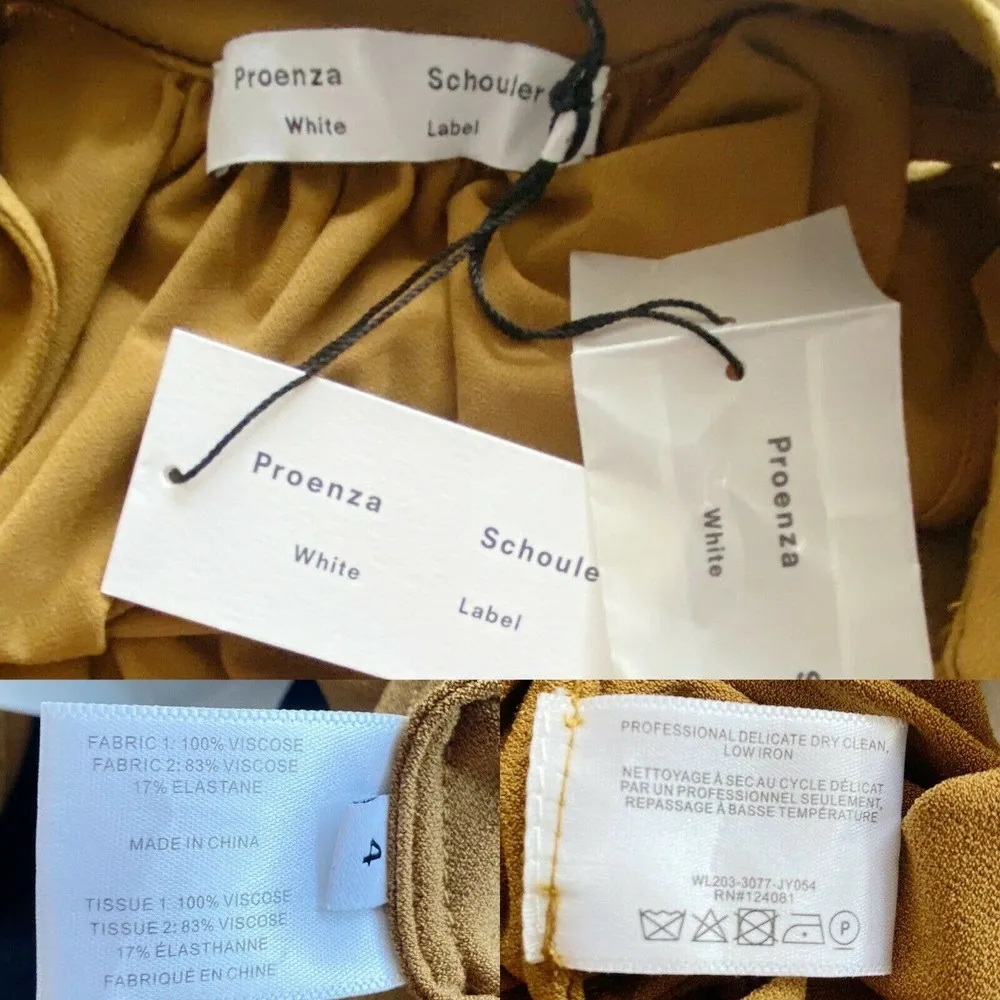 Proenza Schouler
White Label
Proenza
Schoule
White
Label
Proenza
White
S
FABRIC 1: 100% VISCOSE
FABRIC 2: 83% VISCOSE
17% ELASTANE
MADE IN CHINA
TISSUE 1: 100% VISCOSE
TISSUE 2: 83% VISCOSE
17% ÉLASTHANNE
FABRIQUÉ EN CHINE
4
PROFESSIONAL DELICATE DRY CLEAN,
LOW IRON
NETTOYAGE À SEC AU CYCLE DÉLICAT
PAR UN PROFESSIONNEL SEULEMENT,
REPASSAGE À BASSE TEMPÉRATURE
WL203-3077-JY054
RN#124081
P